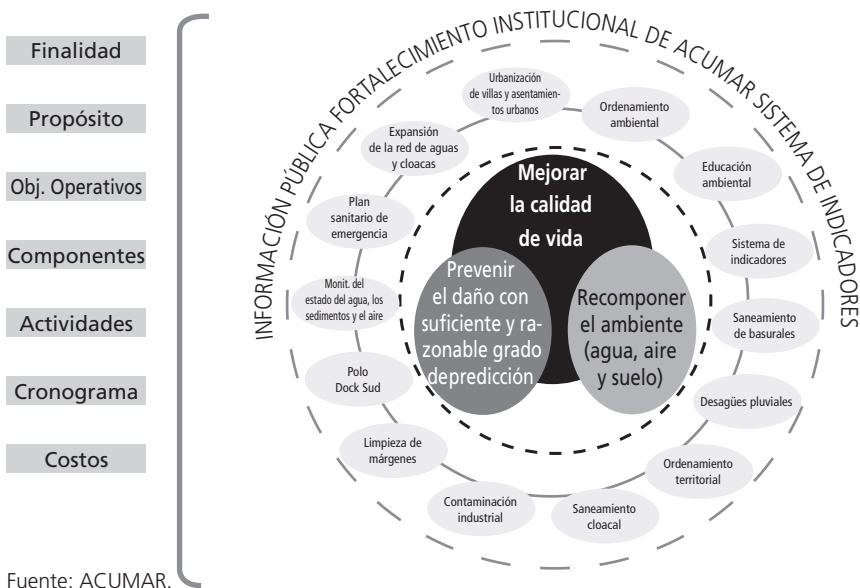 Finalidad
Propósito
Obj. Operativos
Componentes
Actividades
Cronograma
Costos
Fuente: ACUMAR.
INFORMACIÓN PÚBLICA FORTALECIMIENTO INSTITUCIONAL DE ACUMAR SISTEMA DE INDICADORES
Urbanización
de villas y asentamien-
tos urbanos
Ordenamiento
ambiental
Educación
ambiental
Sistema de
indicadores
Saneamiento
de basurales
Desagües pluviales
Ordenamiento
territorial
Saneamiento
cloacal
Contaminación
industrial
Limpieza de
márgenes
Polo
Dock Sud
Monit. del
estado del agua, los
sedimentos y el aire
Plan
sanitario de
emergencia
Expansión
de la red de aguas
y cloacas
Mejorar
la calidad
de vida
Prevenir
el daño con
suficiente y ra-
zonable grado
depredicción
Recomponer
el ambiente
(agua, aire
y suelo)